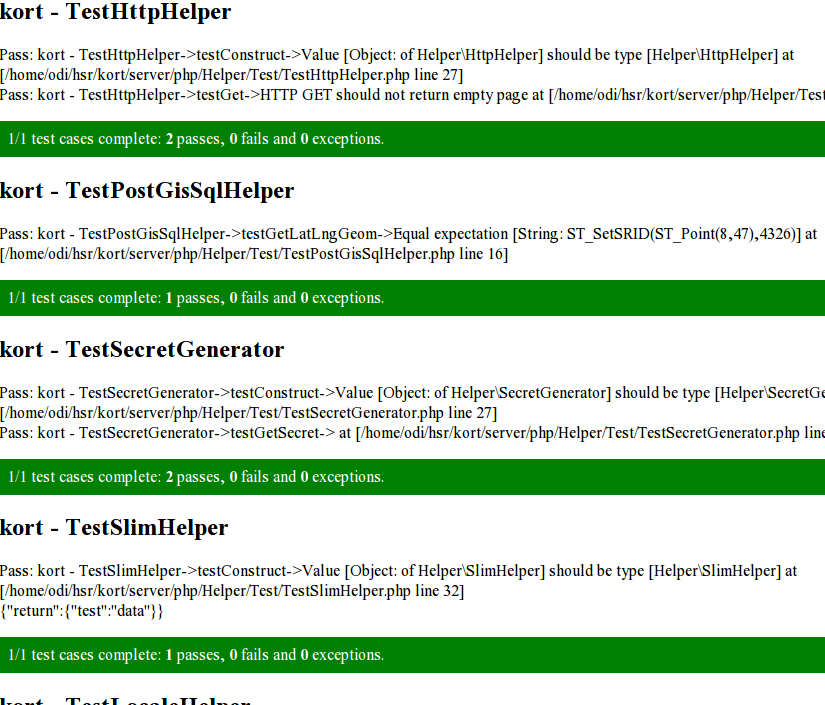 kort - TestHttpHelper
Pass: kort - TestHttpHelper->testConstruct->Value [Object: of Helper\HttpHelper] should be type [Helper\HttpHelper] at
[/home/odi/hsr/kort/server/php/Helper/Test/TestHttpHelper.php line 27]
Pass: kort - TestHttpHelper->testGet->HTTP GET should not return empty page at [/home/odi/hsr/kort/server/php/Helper/Test
1/1 test cases complete: 2 passes, 0 fails and 0 exceptions.
kort - TestPostGisSqlHelper
Pass: kort - TestPostGisSqlHelper->testGetLatLngGeom->Equal expectation [String: ST_SetSRID(ST_Point(8,47),4326)] at
[/home/odi/hsr/kort/server/php/Helper/Test/TestPostGisSqlHelper.php line 16]
1/1 test cases complete: 1 passes, 0 fails and 0 exceptions.
kort - TestSecretGenerator
Pass: kort - TestSecretGenerator->testConstruct->Value [Object: of Helper\SecretGenerator] should be type [Helper\SecretGe
[/home/odi/hsr/kort/server/php/Helper/Test/TestSecretGenerator.php line 27]
Pass: kort - TestSecretGenerator->testGetSecret-> at [/home/odi/hsr/kort/server/php/Helper/Test/TestSecretGenerator.php line
1/1 test cases complete: 2 passes, 0 fails and 0 exceptions.
kort - TestSlimHelper
Pass: kort - TestSlimHelper->testConstruct->Value [Object: of Helper\SlimHelper] should be type [Helper\SlimHelper] at
[/home/odi/hsr/kort/server/php/Helper/Test/TestSlimHelper.php line 32]
{"return":{"test":"data"}}
1/1 test cases complete: 1 passes, 0 fails and 0 exceptions.
kort - TestLocaleHelper